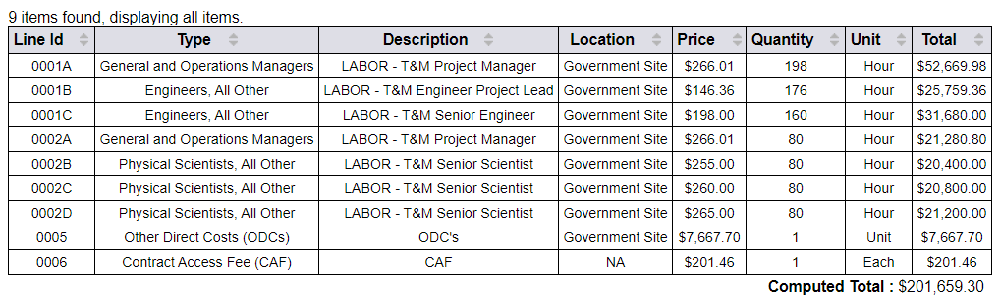 9 items found, displaying all items.
Line Id Type Description Location Price Quantity Unit Total
0001A General and Operations Managers LABOR - T&M Project Manager Government Site $266.01 198 Hour $52,669.98
0001B Engineers, All Other LABOR - T&M Engineer Project Lead Government Site $146.36 176 Hour $25,759.36
0001C Engineers, All Other LABOR - T&M Senior Engineer Government Site $198.00 160 Hour $31,680.00
0002A General and Operations Managers LABOR - T&M Project Manager Government Site $266.01 80 Hour $21,280.80
0002B Physical Scientists, All Other LABOR - T&M Senior Scientist Government Site $255.00 80 Hour $20,400.00
0002C Physical Scientists, All Other LABOR - T&M Senior Scientist Government Site $260.00 80 Hour $20,800.00
0002D Physical Scientists, All Other LABOR - T&M Senior Scientist Government Site $265.00 80 Hour $21,200.00
0005 Other Direct Costs (ODCs) ODC's Government Site $7,667.70 1 Unit $7,667.70
0006 Contract Access Fee (CAF) CAF NA $201.46 1 Each $201.46
Computed Total : $201,659.30